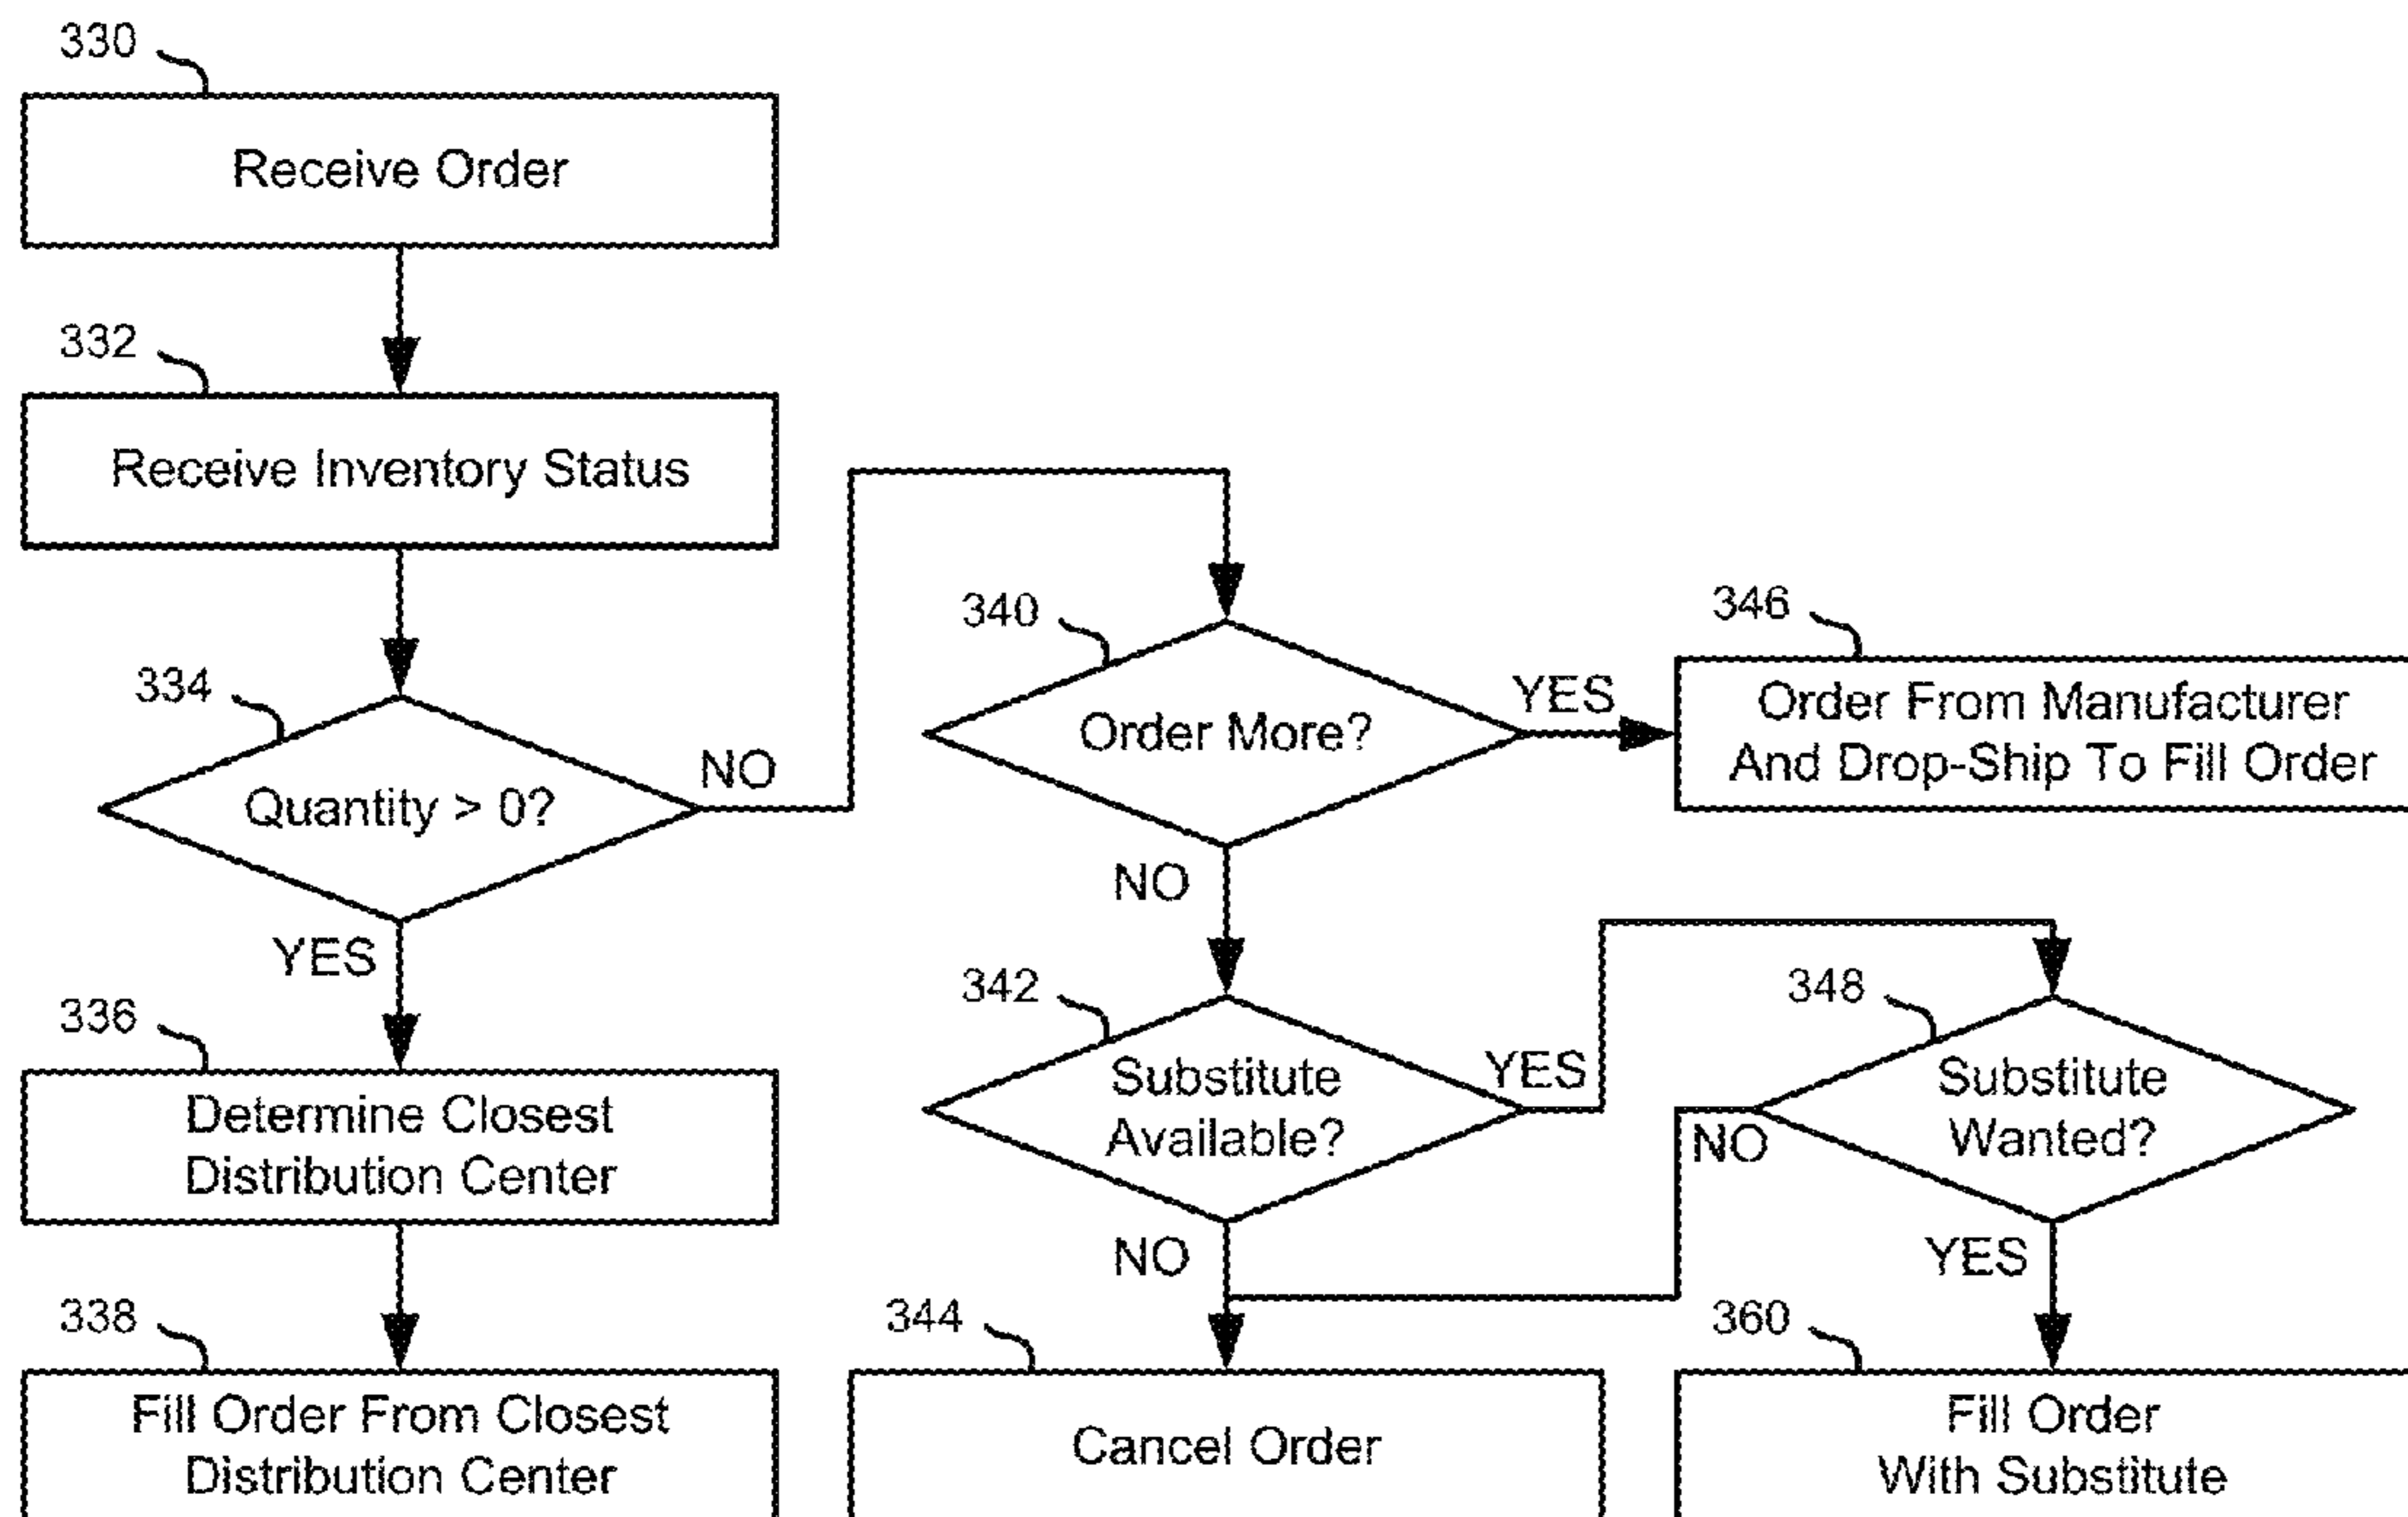 330
Receive Order
332
Receive Inventory Status
334
Quantity > 0?
NO
YES
336
Determine Closest
Distribution Center
338
Fill Order From Closest
Distribution Center
340
Order More?
YES
NO
346
Order From Manufacturer
And Drop-Ship To Fill Order
342
Substitute
Available?
YES
NO
344
Cancel Order
348
Substitute
Wanted?
NO
YES
360
Fill Order
With Substitute